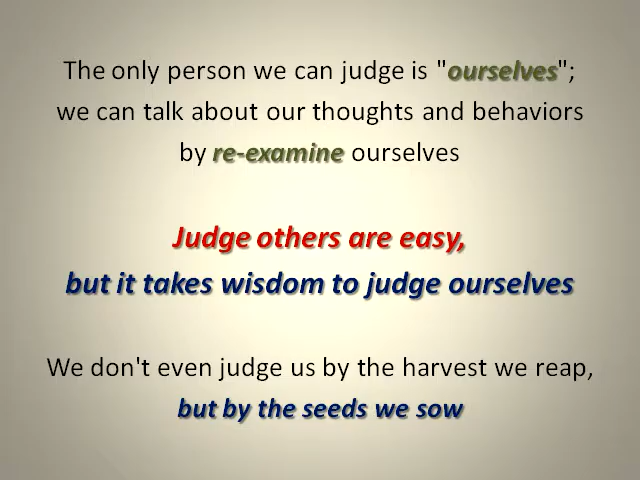 The only person we can judge is "ourselves";
we can talk about our thoughts and behaviors
by re-examine ourselves
Judge others are easy,
but it takes wisdom to judge ourselves
We don't even judge us by the harvest we reap,
but by the seeds we sow